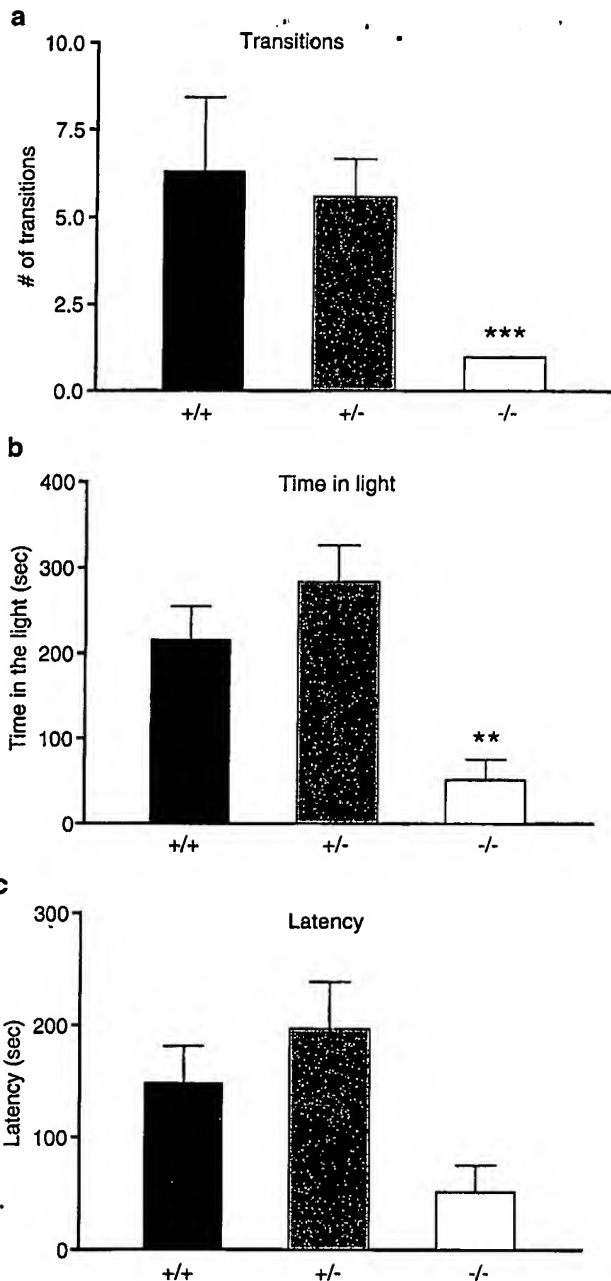 a
Transitions
# of transitions
10.0
7.5
5.0
2.5
0.0
***
+/+ +/- -/-
b
Time in light
Time in the light (sec)
400
300
200
100
0
**
+/+ +/- -/-
c
Latency
Latency (sec)
300
200
100
0
+/+ +/- -/-